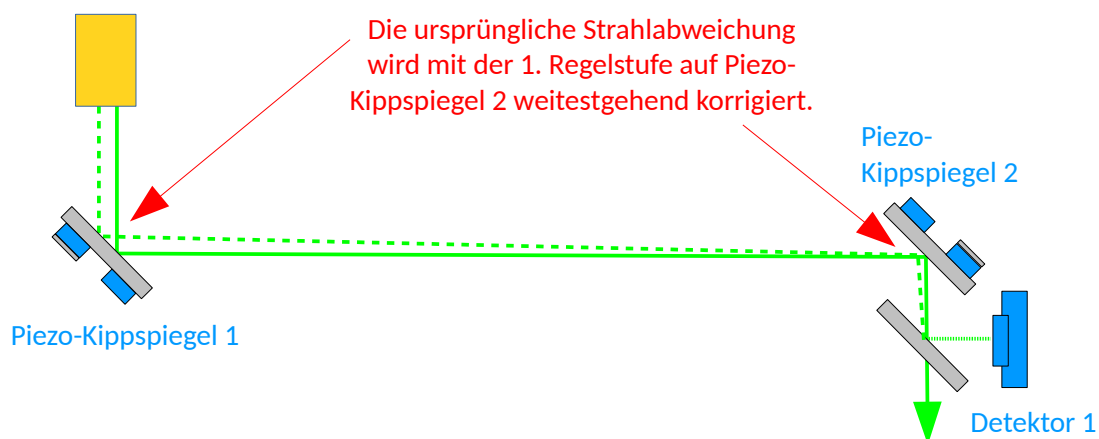 Die ursprüngliche Strahlabweichung
wird mit der 1. Regelstufe auf Piezo-
Kippspiegel 2 weitestgehend korrigiert.
Piezo-
Kippspiegel 2
Piezo-Kippspiegel 1
Detektor 1